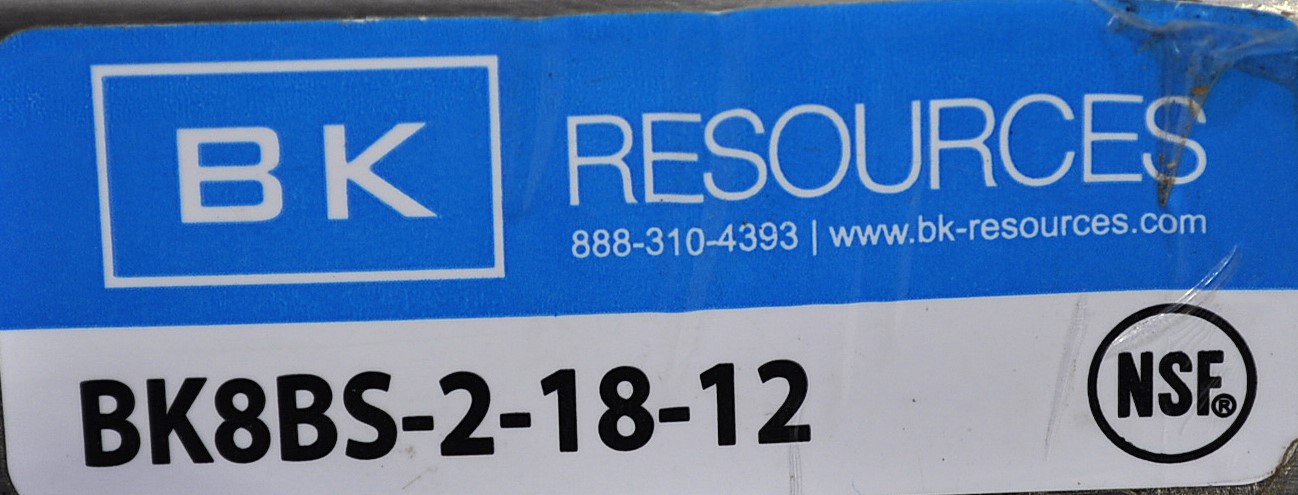 BK
RESOURCES
888-310-4393 | www.bk-resources.com
BK8BS-2-18-12
NSF®